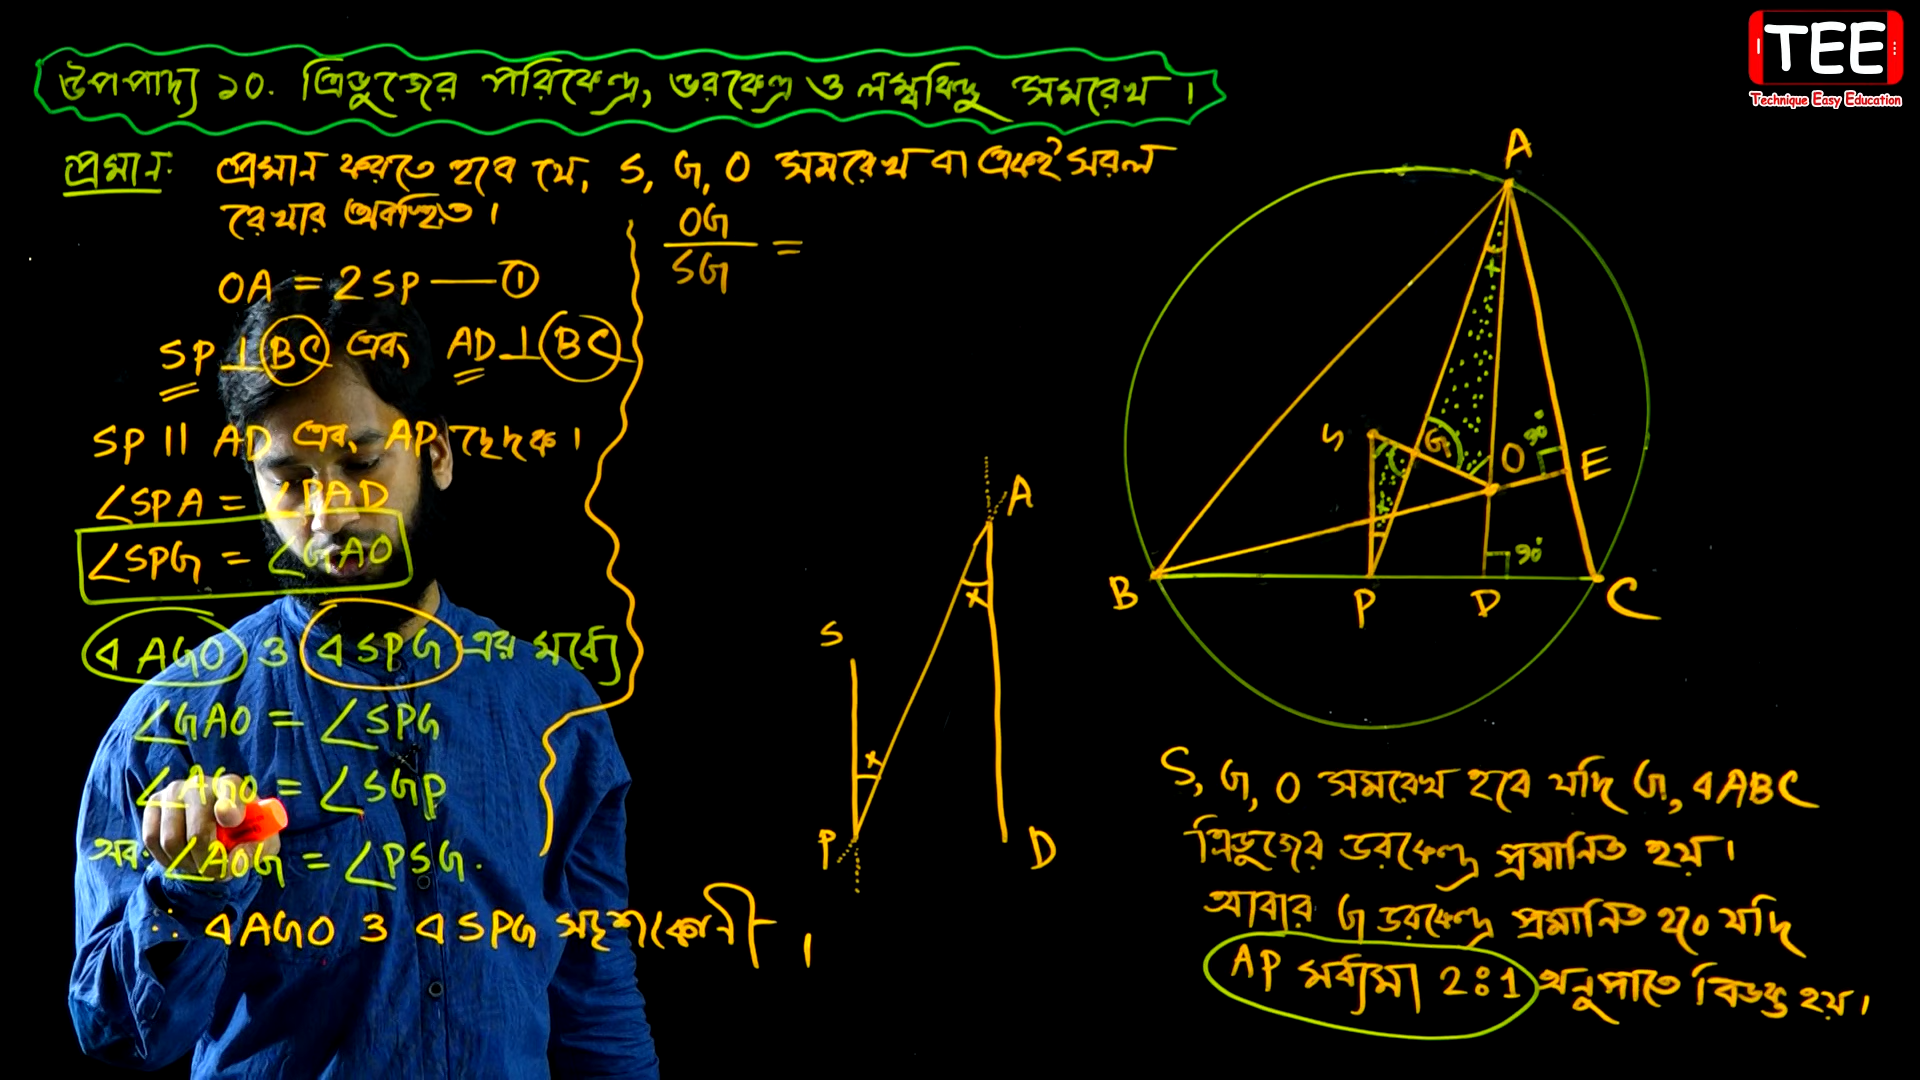 উপপাদ্য ১০. ত্রিভুজের পরিকেন্দ্র, ভরকেন্দ্র ও লম্ববিন্দু সমরেখ।
TEE
Technique Easy Education
প্রমান: প্রমান করতে হবে যে, S, G, O সমরেখ বা একই সরল
রেখায় অবস্থিত।
OA = 2SP — ①
SP ⊥ BC এবং AD ⊥ BC
SP || AD এবং AP ছেদক।
∠SPA = ∠PAD
∠SPG = ∠GAO
△ AGO ও △ SPG এর মধ্যে
∠GAO = ∠SPG
∠AGO = ∠SGP
অব: ∠AOG = ∠PSG.
∴ △AGO ও △SPG সদৃশকোনী।
OG
SG =
A
x
S
x
P
D
A
x
S G O 90° E
x
90°
B P D C
S, G, O সমরেখ হবে যদি G, △ABC
ত্রিভুজের ভরকেন্দ্র প্রমানিত হয়।
আবার G ভরকেন্দ্র প্রমানিত হবে যদি
AP মধ্যমা 2:1 অনুপাতে বিভক্ত হয়।